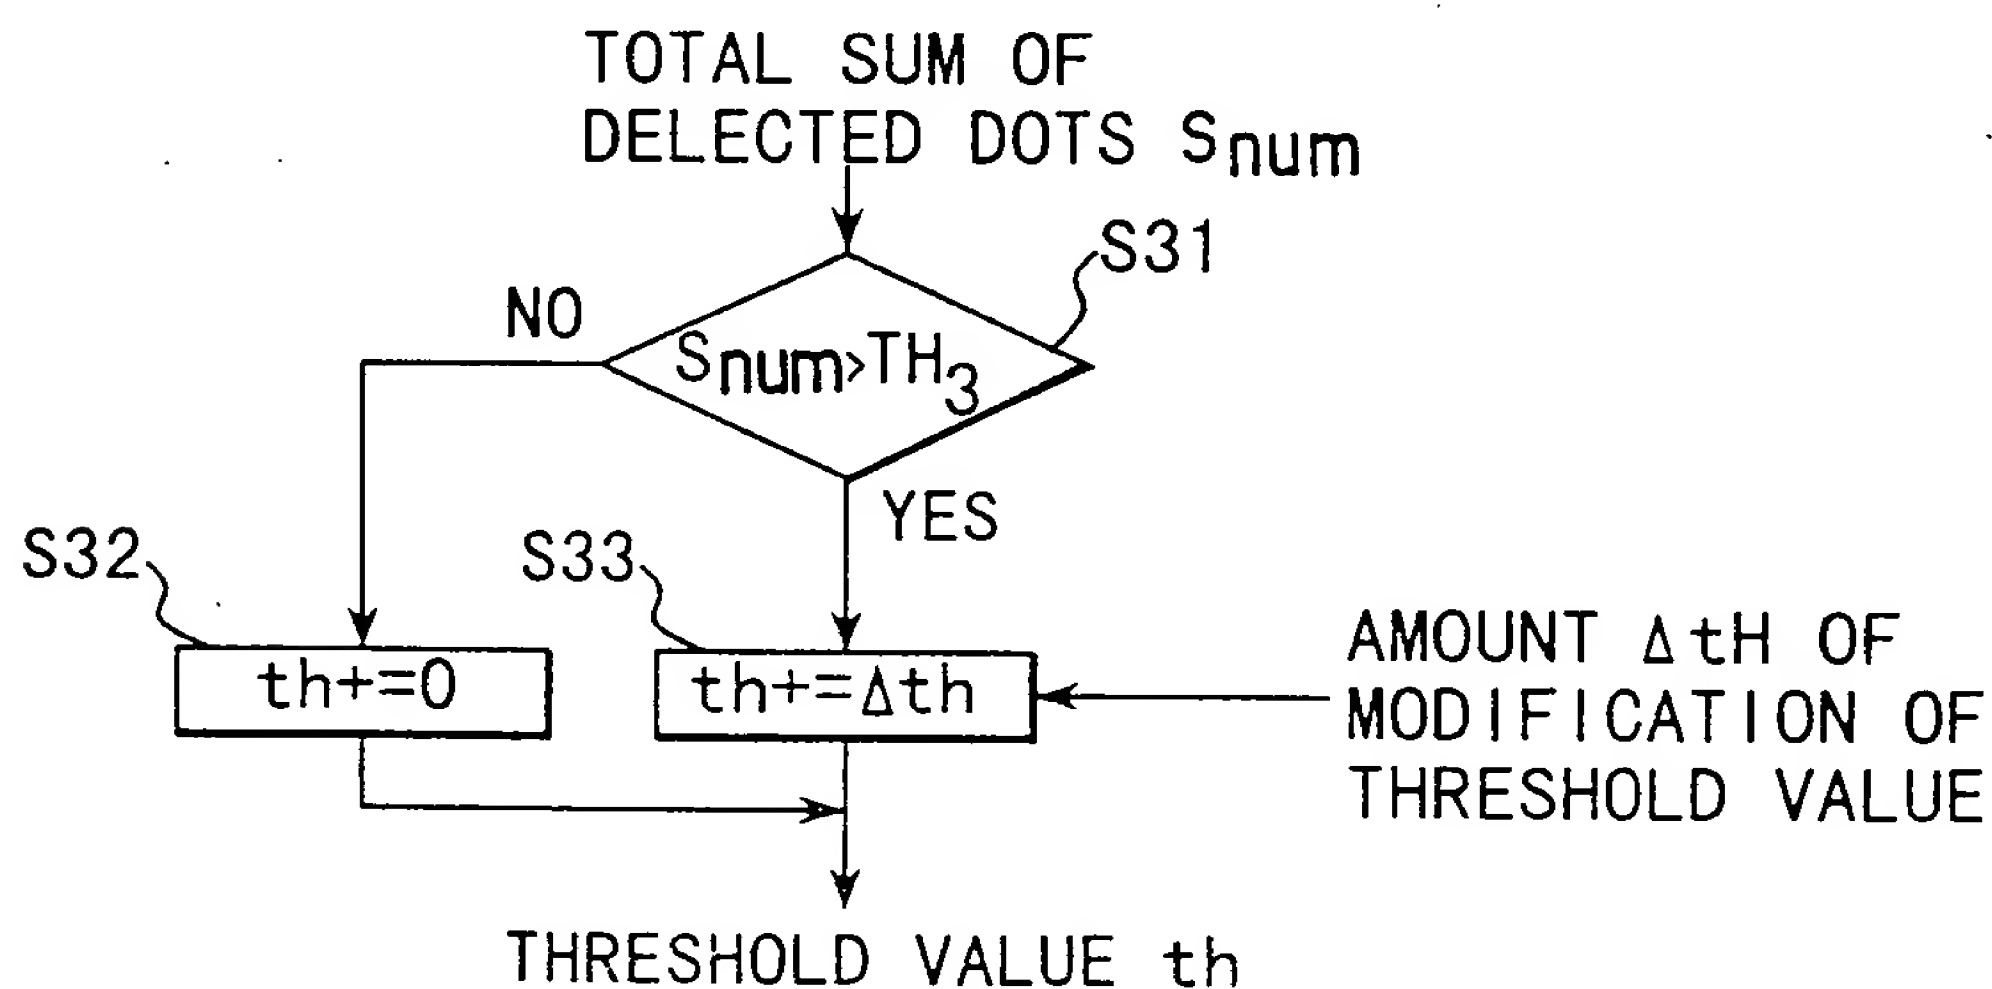 TOTAL SUM OF
DELECTED DOTS Snum
S31
NO
Snum>TH3
YES
S32
S33
th+=0
th+=Δth
AMOUNT ΔtH OF
MODIFICATION OF
THRESHOLD VALUE
THRESHOLD VALUE th